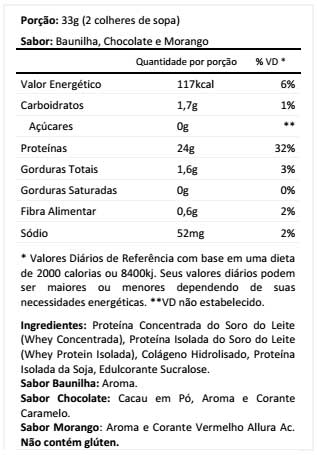 Porção: 33g (2 colheres de sopa)
Sabor: Baunilha, Chocolate e Morango
Quantidade por porção % VD *
Valor Energético 117kcal 6%
Carboidratos 1,7g 1%
Açúcares 0g **
Proteínas 24g 32%
Gorduras Totais 1,6g 3%
Gorduras Saturadas 0g 0%
Fibra Alimentar 0,6g 2%
Sódio 52mg 2%
* Valores Diários de Referência com base em uma dieta
de 2000 calorias ou 8400kj. Seus valores diários podem
ser maiores ou menores dependendo de suas
necessidades energéticas. **VD não estabelecido.
Ingredientes: Proteína Concentrada do Soro do Leite
(Whey Concentrada), Proteína Isolada do Soro do Leite
(Whey Protein Isolada), Colágeno Hidrolisado, Proteína
Isolada da Soja, Edulcorante Sucralose.
Sabor Baunilha: Aroma.
Sabor Chocolate: Cacau em Pó, Aroma e Corante
Caramelo.
Sabor Morango: Aroma e Corante Vermelho Allura Ac.
Não contém glúten.